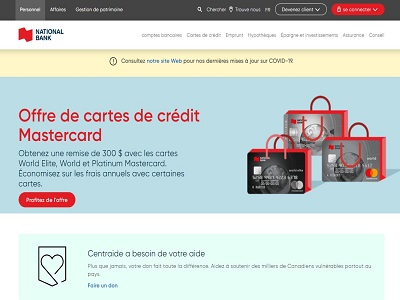 Personnel Affaires Gestion de patrimoine Chercher Trouvez nous FR Devenez client se connecter
NATIONAL
BANK
comptes bancaires Cartes de crédit Emprunt Hypothèques Épargne et investissements Assurance Conseil
Consultez notre site Web pour nos dernières mises à jour sur COVID-19.
Offre de cartes de crédit
Mastercard
Obtenez une remise de 300 $ avec les cartes
World Elite, World et Platinum Mastercard.
Économisez sur les frais annuels avec certaines
cartes.
Profitez de l'offre
Centraide a besoin de votre aide
Plus que jamais, votre don fait toute la différence. Aidez à soutenir des milliers de Canadiens vulnérables partout au
pays.
Faire un don